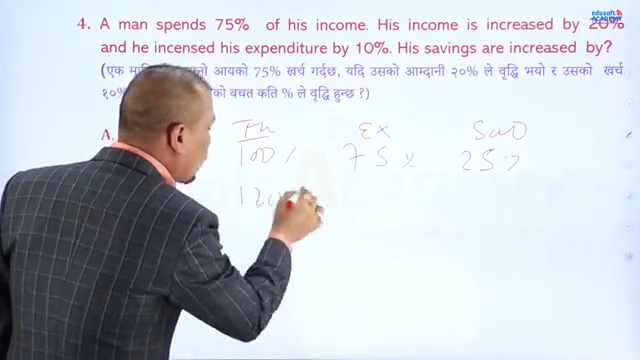 edusoft
ACADEMY
4. A man spends 75% of his income. His income is increased by 20%
and he incensed his expenditure by 10%. His savings are increased by?
(एक मा आयको 75% खर्च गर्दछ, यदि उसको आम्दानी २०% ले वृद्धि भयो र उसको खर्च
१०% बचत कति % ले वृद्धि हुन्छ ?)
A.
Ex
100% 75% 25%
120